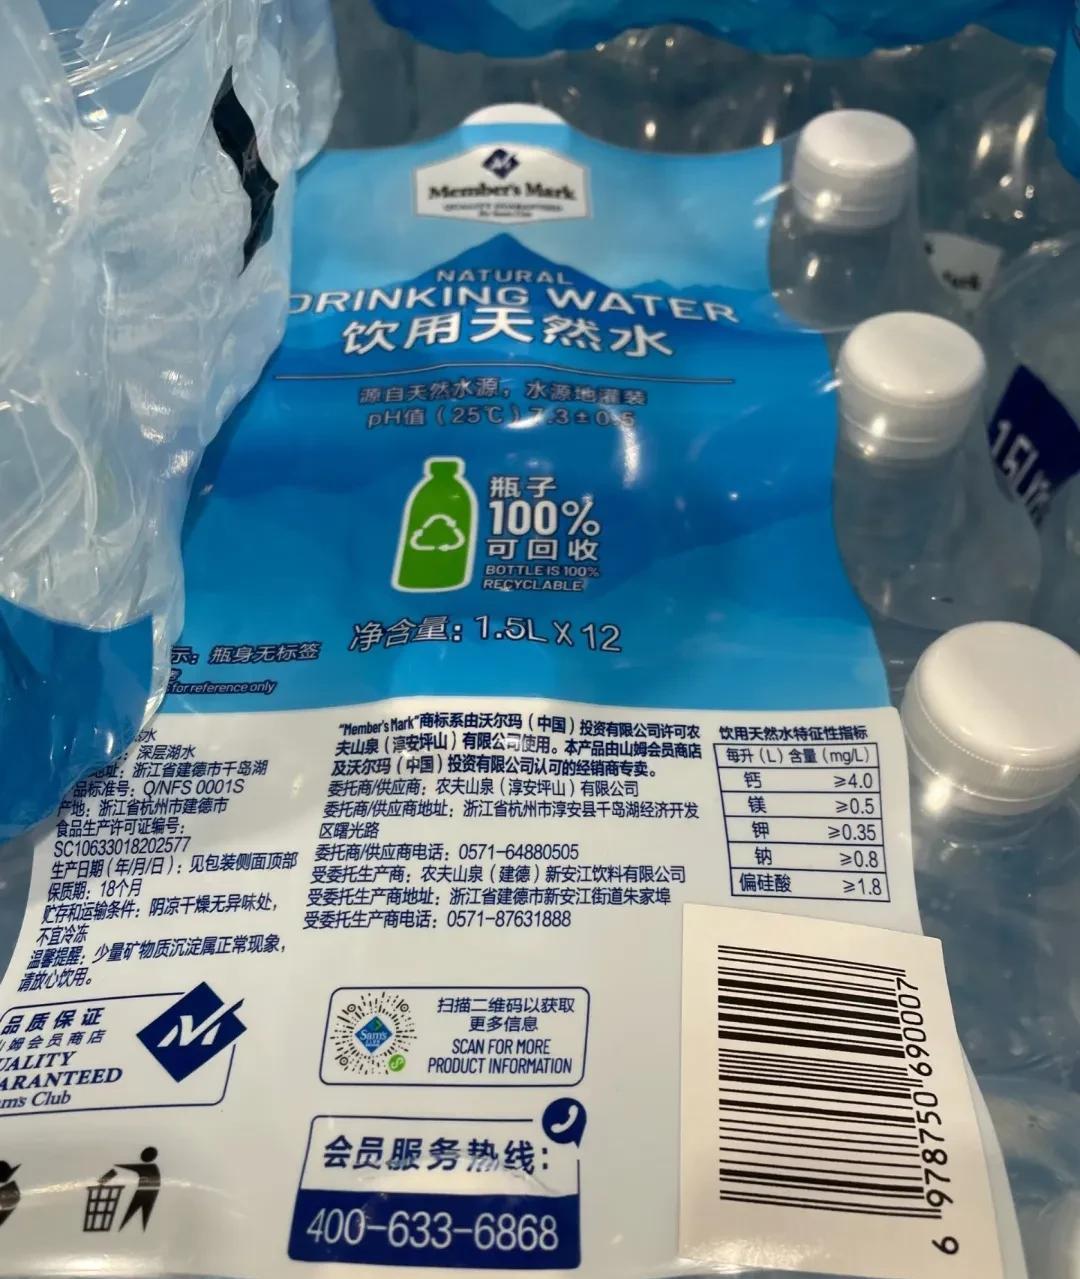 Member's Mark
QUALITY GUARANTEED
NATURAL
DRINKING WATER
饮用天然水
源自天然水源，水源地灌装
pH值（25℃）7.3±0.5
瓶子
100%
可回收
BOTTLE IS 100%
RECYCLABLE
净含量：1.5L X 12
示：瓶身无标签
for reference only
水
：深层湖水
地址：浙江省建德市千岛湖
品标准号：Q/NFS 0001S
产地：浙江省杭州市建德市
食品生产许可证编号：
SC10633018202577
生产日期（年/月/日）：见包装侧面顶部
保质期：18个月
贮存和运输条件：阴凉干燥无异味处，
不宜冷冻
温馨提醒：少量矿物质沉淀属正常现象，
请放心饮用。
"Member's Mark"商标系由沃尔玛（中国）投资有限公司许可农
夫山泉（淳安坪山）有限公司使用。本产品由山姆会员商店
及沃尔玛（中国）投资有限公司认可的经销商专卖。
委托商/供应商：农夫山泉（淳安坪山）有限公司
委托商/供应商地址：浙江省杭州市淳安县千岛湖经济开发
区曙光路
委托商/供应商电话：0571-64880505
受委托生产商：农夫山泉（建德）新安江饮料有限公司
受委托生产商地址：浙江省建德市新安江街道朱家埠
受委托生产商电话：0571-87631888
饮用天然水特征性指标
每升（L）含量（mg/L）
钙 ≥4.0
镁 ≥0.5
钾 ≥0.35
钠 ≥0.8
偏硅酸 ≥1.8
品质保证
山姆会员商店
UALITY
ARANTEED
m's Club
Sam's
扫描二维码以获取
更多信息
SCAN FOR MORE
PRODUCT INFORMATION
会员服务热线：
400-633-6868
6 978750 690007
1.5L